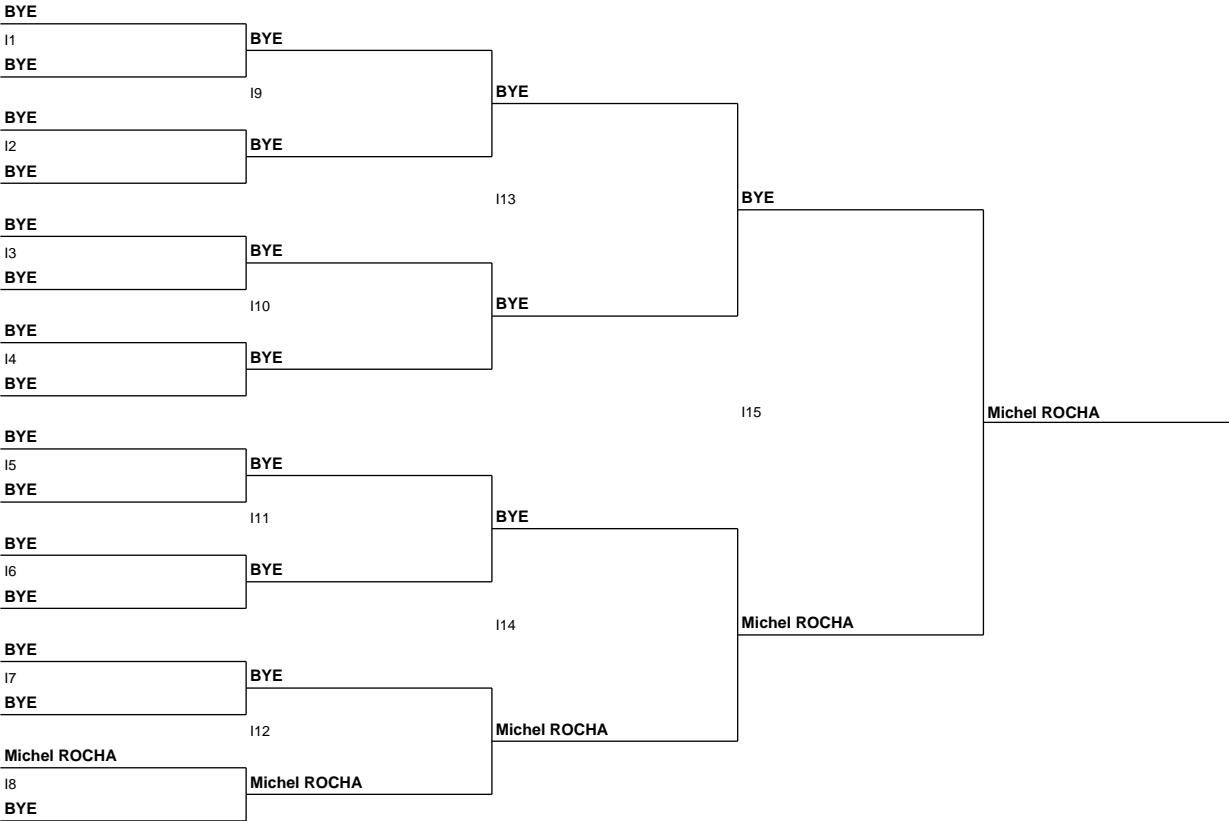 BYE
I1
BYE
BYE
I9
BYE
I2
BYE
BYE
BYE
I13
BYE
BYE
I3
BYE
BYE
I10
BYE
I4
BYE
BYE
BYE
I15
Michel ROCHA
BYE
I5
BYE
BYE
I11
BYE
I6
BYE
BYE
BYE
I14
Michel ROCHA
BYE
I7
BYE
BYE
I12
Michel ROCHA
Michel ROCHA
I8
BYE
Michel ROCHA